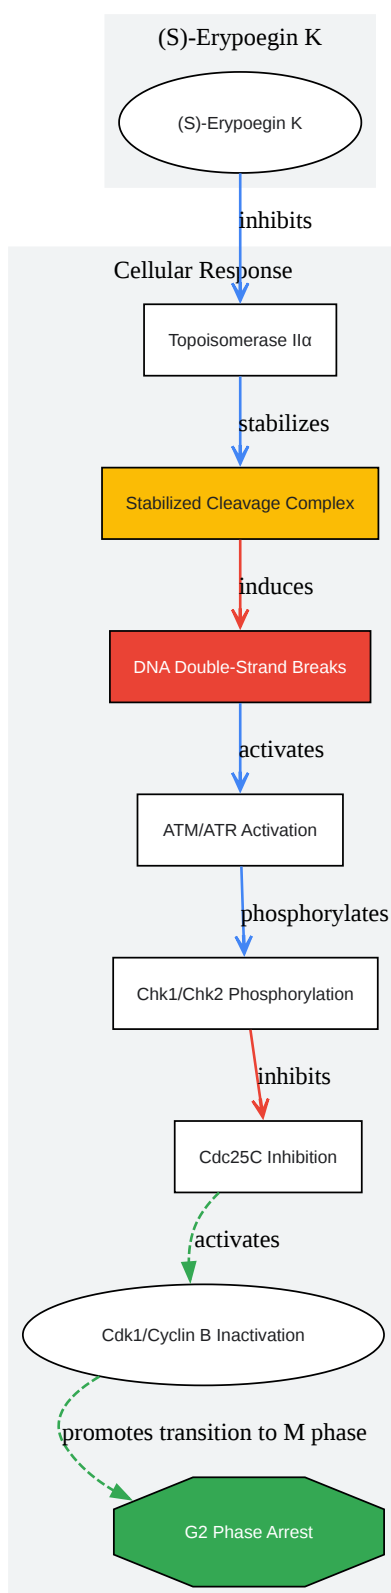 (S)-Erypoegin K
(S)-Erypoegin K
inhibits
Cellular Response
Topoisomerase IIα
stabilizes
Stabilized Cleavage Complex
induces
DNA Double-Strand Breaks
activates
ATM/ATR Activation
phosphorylates
Chk1/Chk2 Phosphorylation
inhibits
Cdc25C Inhibition
activates
Cdk1/Cyclin B Inactivation
promotes transition to M phase
G2 Phase Arrest